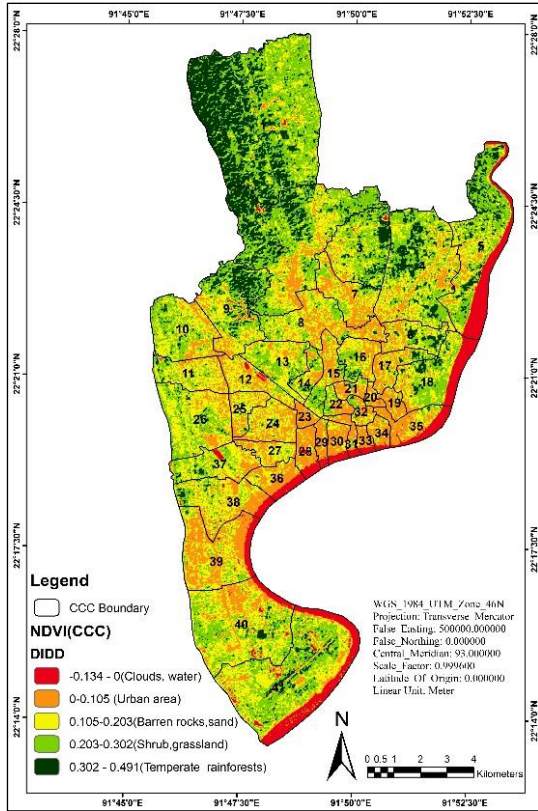 91°45'0"E 91°47'30"E 91°50'0"E 91°52'30"E
22°28'0"N 22°28'0"N
22°24'30"N 22°24'30"N
22°21'0"N 22°21'0"N
22°17'30"N 22°17'30"N
22°14'0"N 22°14'0"N
3
5
7
8
9
10
6
16
13
15
17
11
12
14
18
21
20
22
19
25
23
32
26
24
34
35
27
28
29
30
31
33
37
36
38
39
40
41
Legend
CCC Boundary
NDVI(CCC)
DIDD
-0.134 - 0(Clouds, water)
0-0.105 (Urban area)
0.105-0.203(Barren rocks,sand)
0.203-0.302(Shrub,grassland)
0.302 - 0.491(Temperate rainforests)
WGS_1984_UTM_Zone_46N
Projection: Transverse_Mercator
False_Easting: 500000.000000
False_Northing: 0.000000
Central_Meridian: 93.000000
Scale_Factor: 0.999600
Latitude_Of_Origin: 0.000000
Linear Unit: Meter
N
0 0.5 1 2 3 4
Kilometers
91°45'0"E 91°47'30"E 91°50'0"E 91°52'30"E